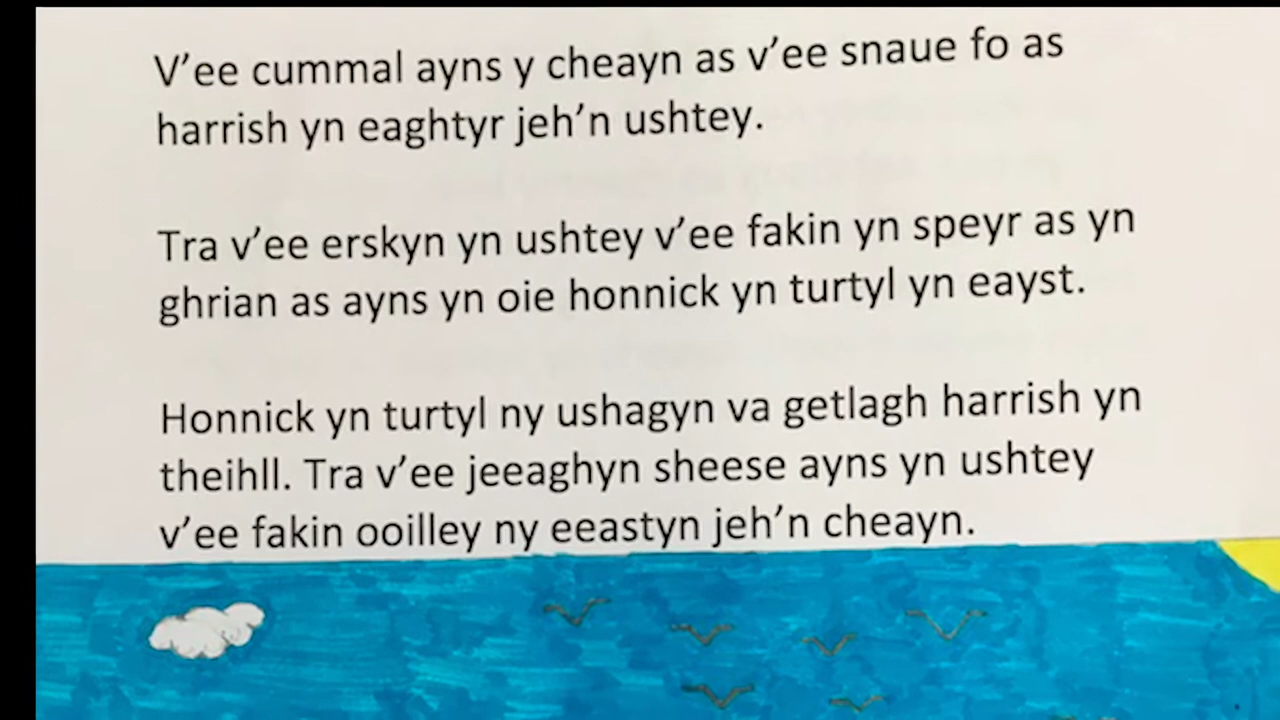 V’ee cummal ayns y cheayn as v’ee snaue fo as
harrish yn eaghtyr jeh’n ushtey.
Tra v’ee erskyn yn ushtey v’ee fakin yn speyr as yn
ghrian as ayns yn oie honnick yn turtyl yn eayst.
Honnick yn turtyl ny ushagyn va getlagh harrish yn
theihll. Tra v’ee jeeaghyn sheese ayns yn ushtey
v’ee fakin ooilley ny eeastyn jeh’n cheayn.